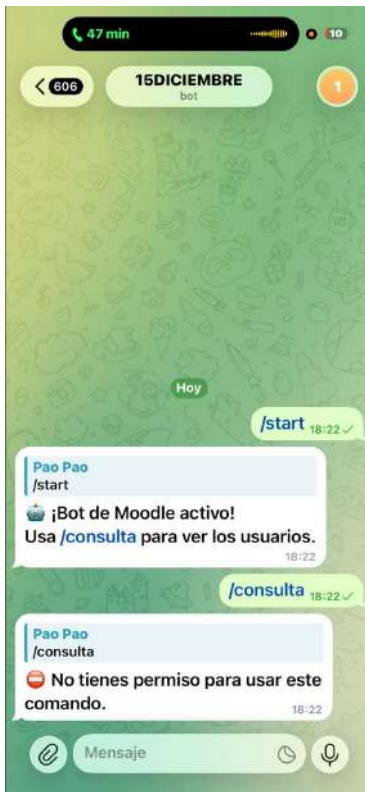 47 min
10
606
15DICIEMBRE
bot
1
Hoy
/start 18:22
Pao Pao
/start
¡Bot de Moodle activo!
Usa /consulta para ver los usuarios.
18:22
/consulta 18:22
Pao Pao
/consulta
No tienes permiso para usar este
comando. 18:22
Mensaje